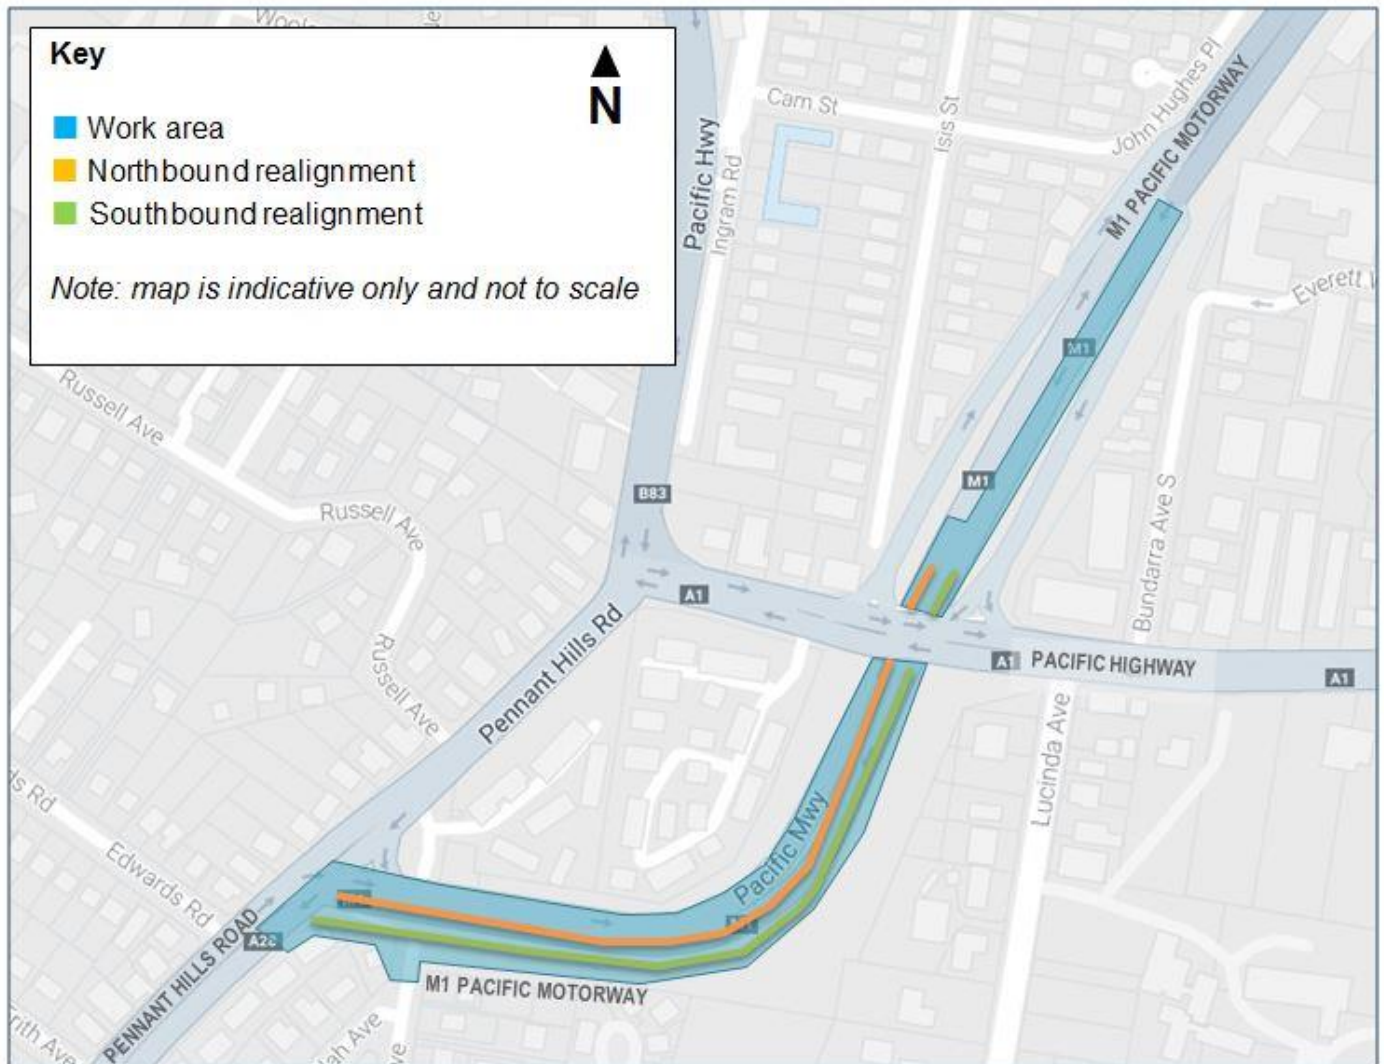 Key
N
Work area
Northbound realignment
Southbound realignment
Note: map is indicative only and not to scale
Pacific Hwy
Ingram Rd
Carn St
Isis St
John Hughes Pl
M1 PACIFIC MOTORWAY
Everett
M1
M1
Russell Ave
Russell Ave
Russell Ave
B83
A1
Pennant Hills Rd
A1
PACIFIC HIGHWAY
A1
Bundarra Ave S
Lucinda Ave
Pacific Mwy
M1
Edwards Rd
PENNANT HILLS ROAD
A28
M1 PACIFIC MOTORWAY